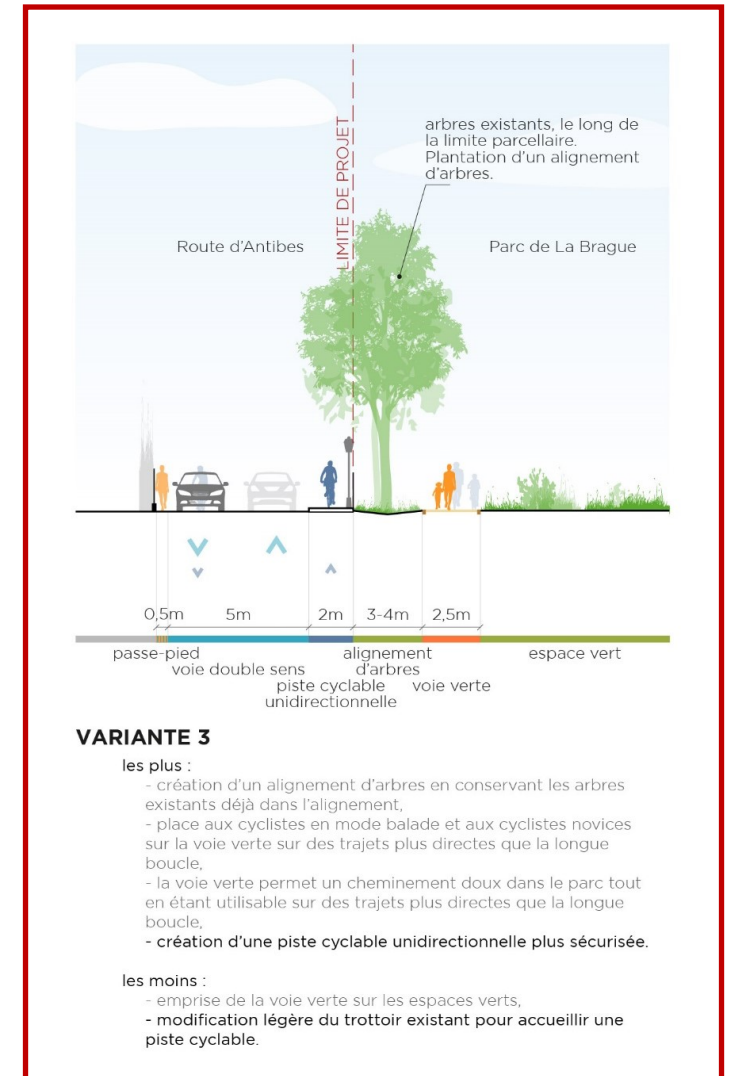 arbres existants, le long de
la limite parcellaire.
Plantation d'un alignement
d'arbres.
LIMITE DE PROJET
Route d'Antibes
Parc de La Brague
0,5m 5m 2m 3-4m 2,5m
passe-pied alignement espace vert
voie double sens d'arbres
piste cyclable voie verte
unidirectionnelle
VARIANTE 3
les plus :
- création d'un alignement d'arbres en conservant les arbres
existants déjà dans l'alignement,
- place aux cyclistes en mode balade et aux cyclistes novices
sur la voie verte sur des trajets plus directes que la longue
boucle,
- la voie verte permet un cheminement doux dans le parc tout
en étant utilisable sur des trajets plus directes que la longue
boucle,
- création d'une piste cyclable unidirectionnelle plus sécurisée.
les moins :
- emprise de la voie verte sur les espaces verts,
- modification légère du trottoir existant pour accueillir une
piste cyclable.